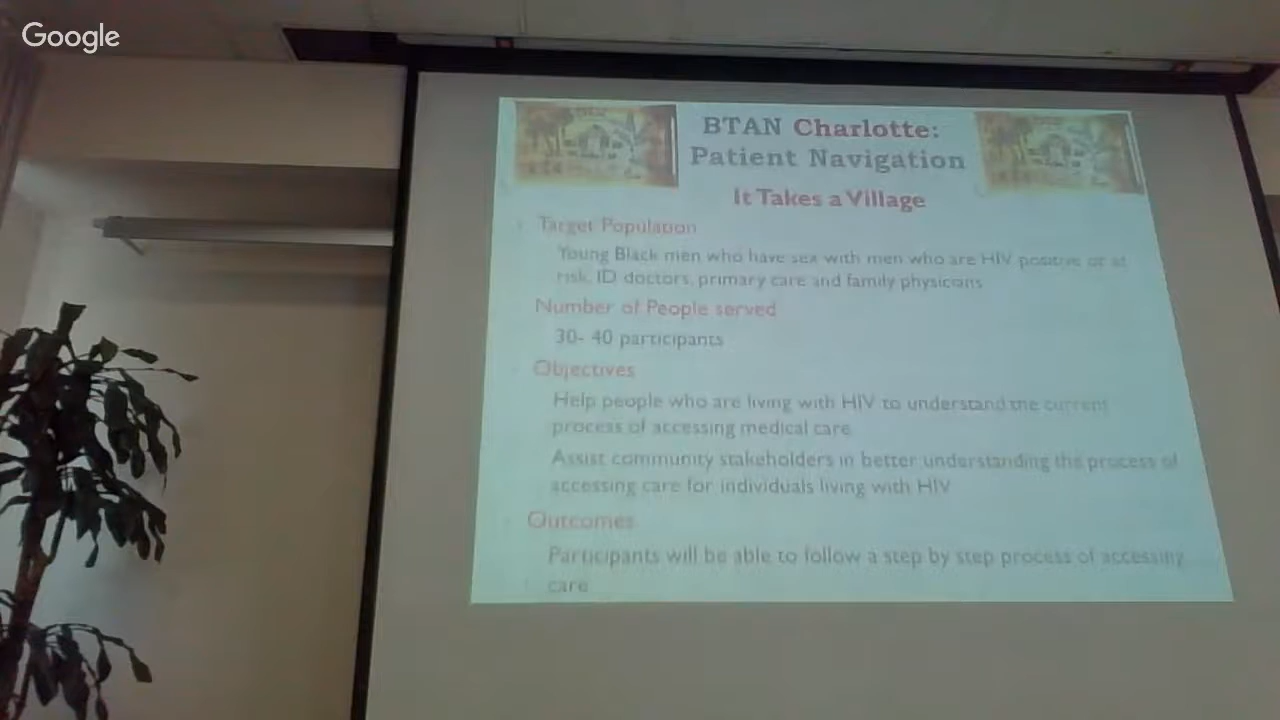 Google
BTAN Charlotte:
Patient Navigation
It Takes a Village
Target Population
Young Black men who have sex with men who are HIV positive or at
risk, ID doctors, primary care and family physicians
Number of People served
30- 40 participants
Objectives
Help people who are living with HIV to understand the current
process of accessing medical care
Assist community stakeholders in better understanding the process of
accessing care for individuals living with HIV
Outcomes
Participants will be able to follow a step by step process of accessing
care